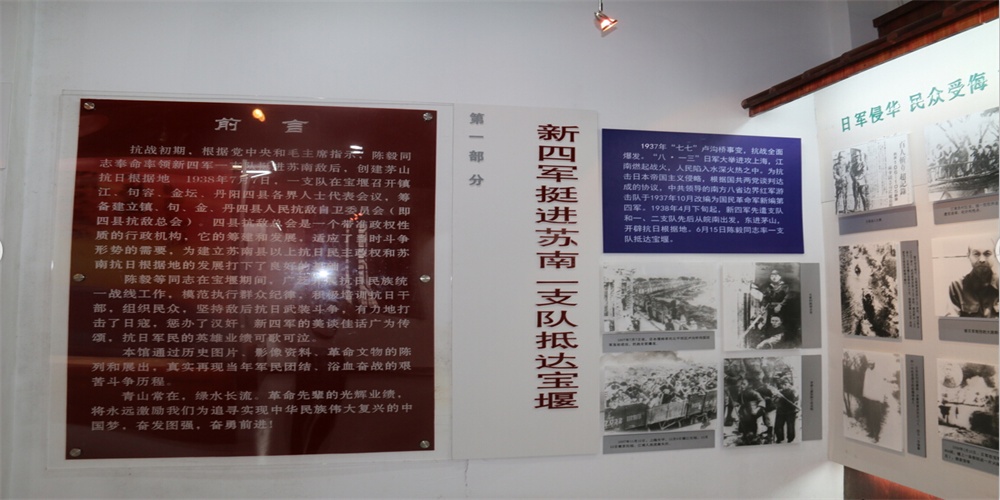 前 言
抗战初期，根据党中央和毛主席指示，陈毅同
志奉命率领新四军一支队挺进苏南敌后，创建茅山
抗日根据地 1938年7月7日，一支队在宝堰召开镇
江、句容、金坛、丹阳四县各界人士代表会议，筹
备建立镇、句、金、丹四县人民抗敌自卫委员会（即
四县抗敌总会）。四县抗敌总会是一个带准政权性
质的行政机构，它的筹建和发展，适应了当时斗争
形势的需要，为建立苏南县以上抗日民主政权和苏
南抗日根据地的发展打下了良好的
陈毅等同志在宝堰期间，广泛开展抗日民族统
一战线工作，模范执行群众纪律，积极培训抗日干
部，组织民众，坚持敌后抗日武装斗争，有力地打
击了日寇，惩办了汉奸。新四军的美谈佳话广为传
颂，抗日军民的英雄业绩可歌可泣。
本馆通过历史图片、影像资料、革命文物的陈
列和展出，真实再现当年军民团结、浴血奋战的艰
苦斗争历程。
青山常在，绿水长流。革命先辈的光辉业绩，
将永远激励我们为追寻实现中华民族伟大复兴的中
国梦，奋发图强，奋勇前进！
第一部分
新四军挺进苏南一支队抵达宝堰
1937年“七七”卢沟桥事变，抗战全面
爆发。“八·一三”日军大举进攻上海，江
南燃起战火，人民陷入水深火热之中。为抗
击日本帝国主义侵略，根据国共两党谈判达
成的协议，中共领导的南方八省边界红军游
击队于1937年10月改编为国民革命军新编第
四军。1938年4月下旬起，新四军先遣支队
和一、二支队先后从皖南出发，东进茅山，
开辟抗日根据地。6月15日陈毅同志率一支
队抵达宝堰。
日军侵华 民众受侮